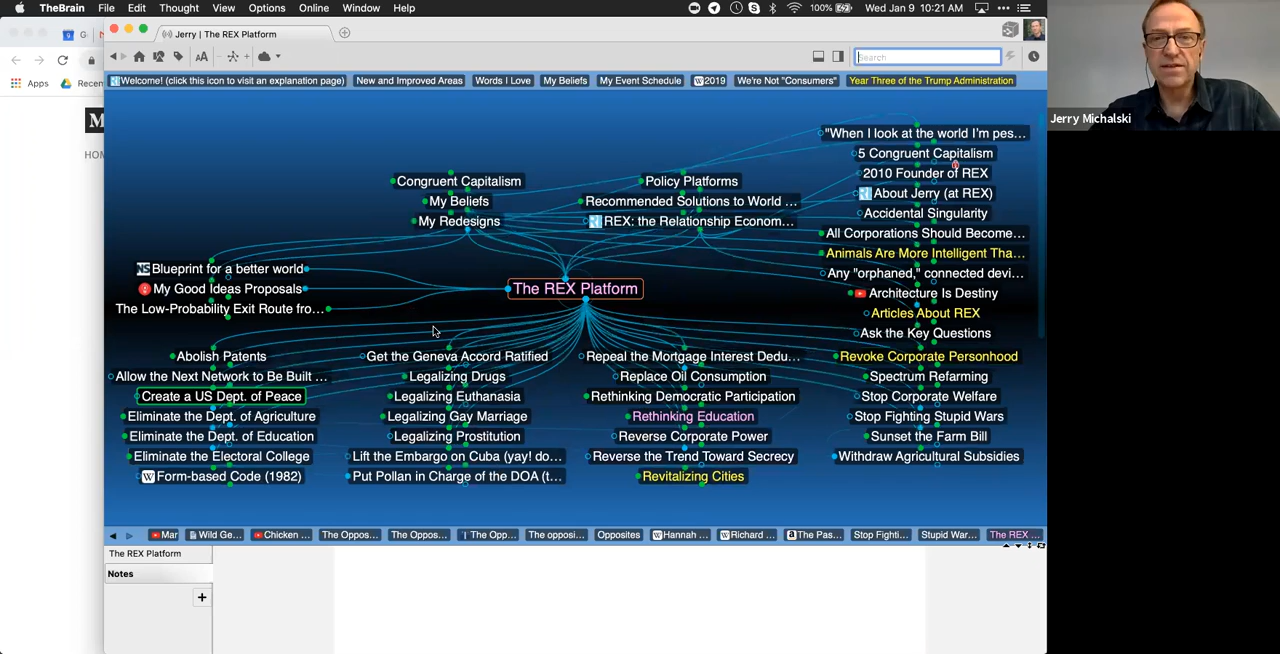 TheBrain File Edit Thought View Options Online Window Help 100% Wed Jan 9 10:21 AM
Jerry | The REX Platform
G
AA
Search
Apps
Recen
Welcome! (click this icon to visit an explanation page)
New and Improved Areas
Words I Love
My Beliefs
My Event Schedule
2019
We're Not "Consumers"
Year Three of the Trump Administration
Jerry Michalski
M
HOM
"When I look at the world I'm pes...
5 Congruent Capitalism
2010 Founder of REX
About Jerry (at REX)
Accidental Singularity
All Corporations Should Become...
Animals Are More Intelligent Tha...
Any "orphaned," connected devi...
Architecture Is Destiny
Articles About REX
Ask the Key Questions
Congruent Capitalism
My Beliefs
My Redesigns
Policy Platforms
Recommended Solutions to World ...
REX: the Relationship Econom...
Blueprint for a better world
My Good Ideas Proposals
The Low-Probability Exit Route fro...
The REX Platform
Abolish Patents
Allow the Next Network to Be Built ...
Create a US Dept. of Peace
Eliminate the Dept. of Agriculture
Eliminate the Dept. of Education
Eliminate the Electoral College
W Form-based Code (1982)
Get the Geneva Accord Ratified
Legalizing Drugs
Legalizing Euthanasia
Legalizing Gay Marriage
Legalizing Prostitution
Lift the Embargo on Cuba (yay! do...
Put Pollan in Charge of the DOA (t...
Repeal the Mortgage Interest Dedu...
Replace Oil Consumption
Rethinking Democratic Participation
Rethinking Education
Reverse Corporate Power
Reverse the Trend Toward Secrecy
Revitalizing Cities
Revoke Corporate Personhood
Spectrum Refarming
Stop Corporate Welfare
Stop Fighting Stupid Wars
Sunset the Farm Bill
Withdraw Agricultural Subsidies
Mar
Wild Ge...
Chicken ...
The Oppos...
The Oppos...
The Opp...
The opposi...
Opposites
Hannah ...
Richard ...
The Pas...
Stop Fighti...
Stupid War...
The REX ...
The REX Platform
Notes